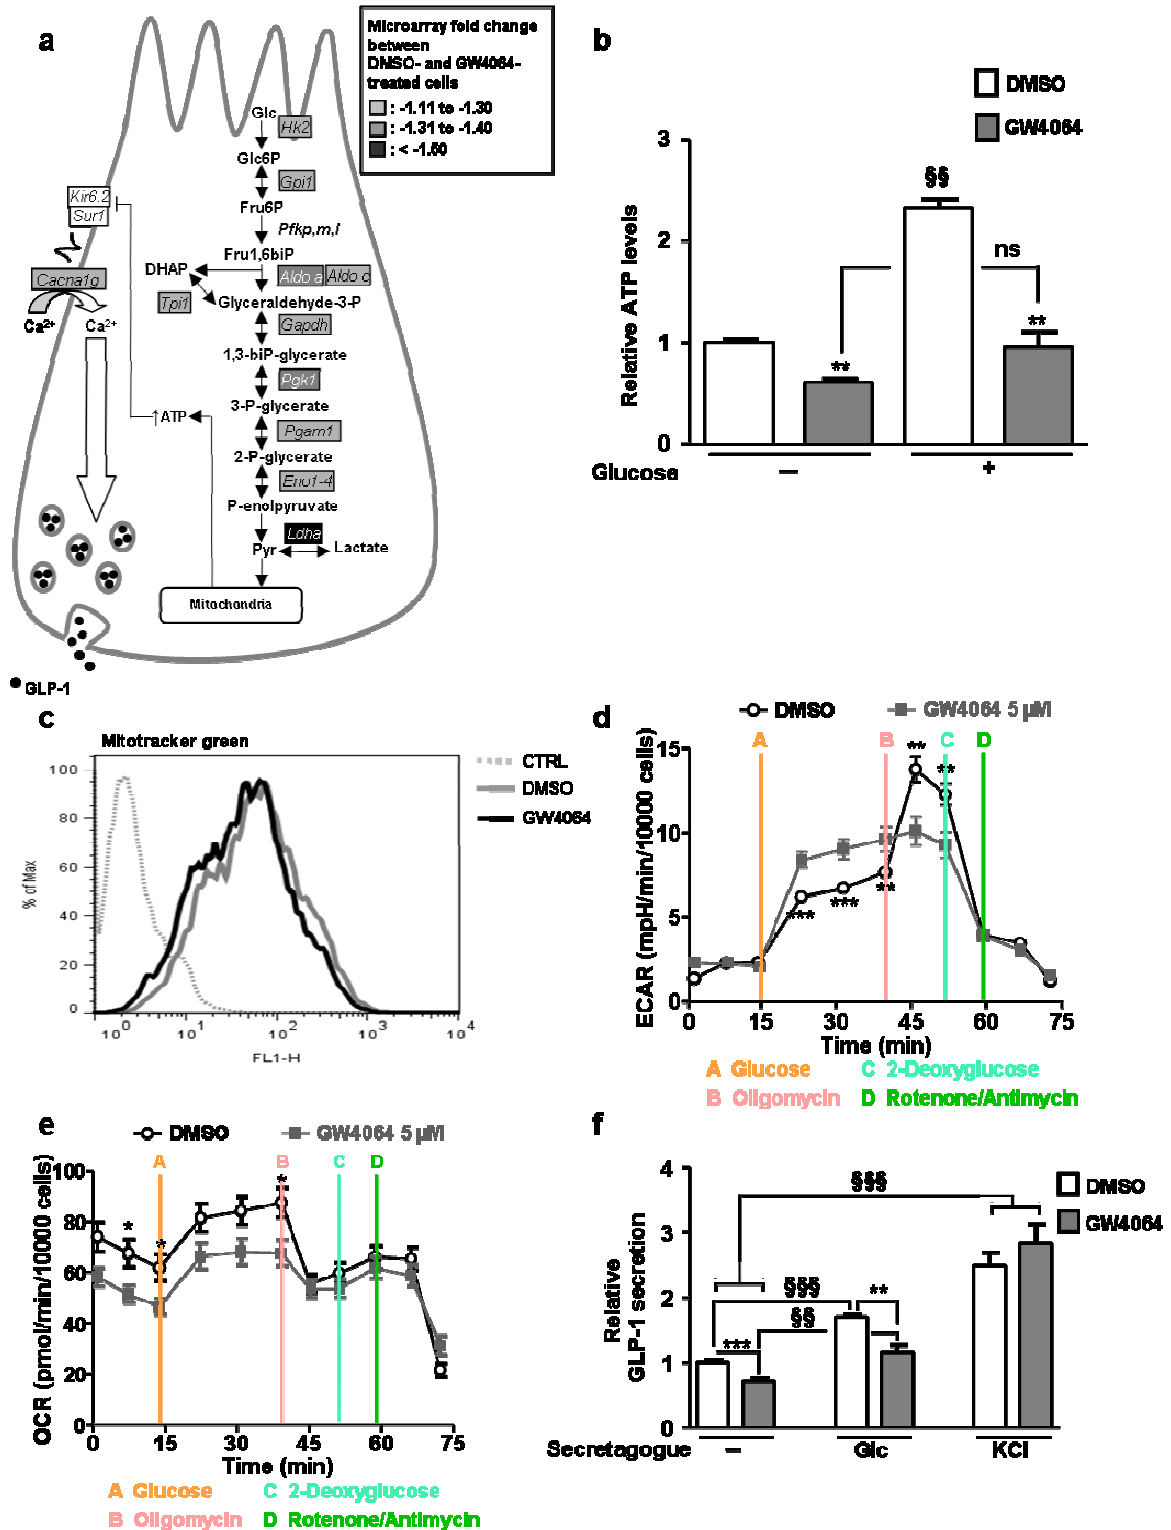 a
Microarray fold change
between
DMSO- and GW4064-
treated cells
: -1.11 to -1.30
: -1.31 to -1.40
: < -1.50
Glc
Hk2
Glc6P
Gpi1
Fru6P
Pfkp,m,l
Fru1,6biP
DHAP
Aldo a
Aldo c
Tpi1
Glyceraldehyde-3-P
Gapdh
1,3-biP-glycerate
Pgk1
3-P-glycerate
Pgam1
2-P-glycerate
Eno1-4
P-enolpyruvate
Ldha
Pyr
Lactate
Mitochondria
Kir6.2
Sur1
Cacna1g
Ca2+
Ca2+
↑ATP
GLP-1
b
DMSO
GW4064
Relative ATP levels
3
2
1
0
**
§§
ns
**
Glucose
–
+
c
Mitotracker green
CTRL
DMSO
GW4064
% of Max
100
80
60
40
20
0
10^0
10^1
10^2
10^3
10^4
FL1-H
d
DMSO
GW4064 5 µM
A
B
C
D
ECAR (mpH/min/10000 cells)
15
10
5
0
***
***
**
**
**
0 15 30 45 60 75
Time (min)
A Glucose
C 2-Deoxyglucose
B Oligomycin
D Rotenone/Antimycin
e
DMSO
GW4064 5 µM
A
B
C
D
OCR (pmol/min/10000 cells)
100
80
60
40
20
0
*
*
*
0 15 30 45 60 75
Time (min)
A Glucose
C 2-Deoxyglucose
B Oligomycin
D Rotenone/Antimycin
f
DMSO
GW4064
Relative
GLP-1 secretion
4
3
2
1
0
§§§
§§§
**
§§
***
Secretagogue
–
Glc
KCl